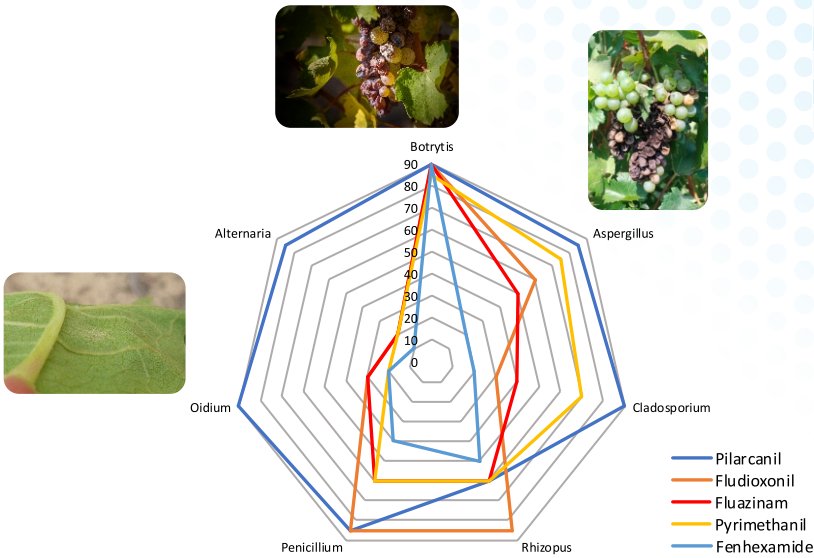 Botrytis
90
80
70
60
50
40
30
20
10
0
Alternaria
Aspergillus
Oidium
Cladosporium
Penicillium
Rhizopus
Pilarcanil
Fludioxonil
Fluazinam
Pyrimethanil
Fenhexamide